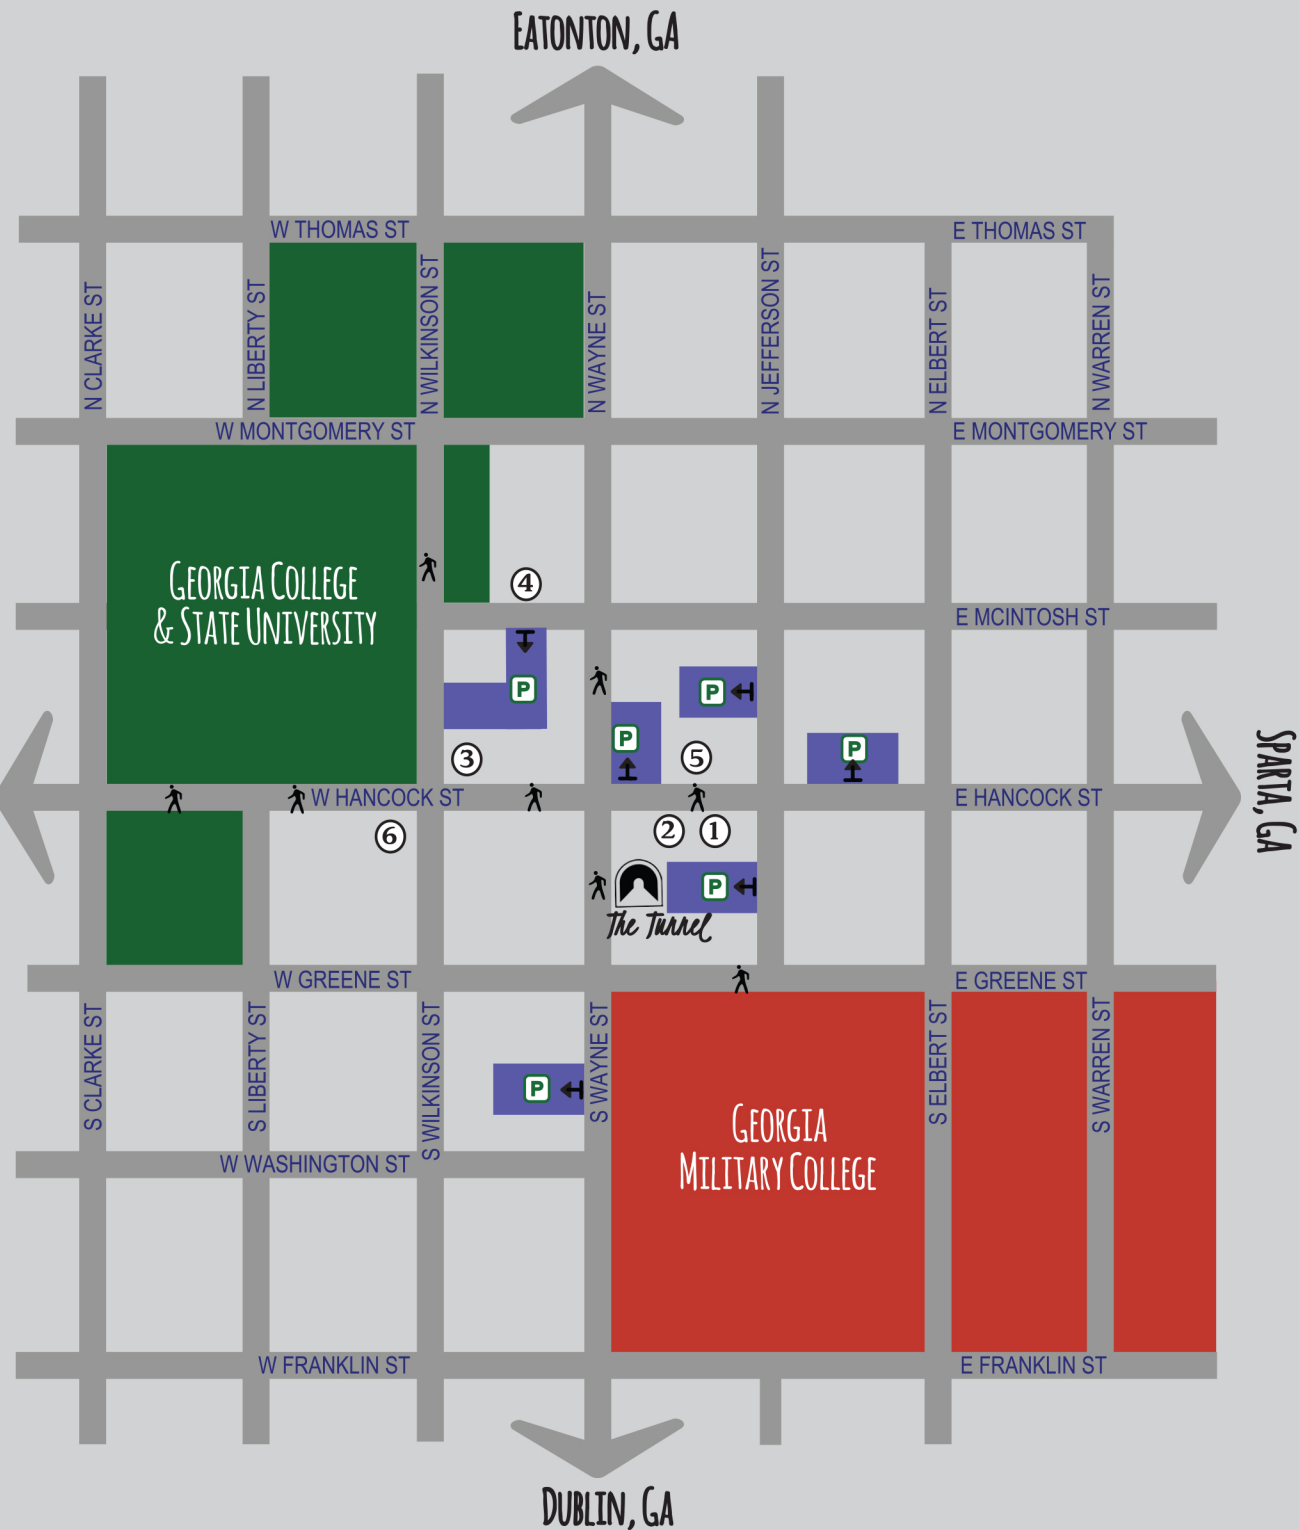 EATONTON, GA
W THOMAS ST
E THOMAS ST
N CLARKE ST
N LIBERTY ST
N WILKINSON ST
N WAYNE ST
N JEFFERSON ST
N ELBERT ST
N WARREN ST
W MONTGOMERY ST
E MONTGOMERY ST
GEORGIA COLLEGE
& STATE UNIVERSITY
4
E MCINTOSH ST
P
P
P
P
3
5
SPARTA, GA
W HANCOCK ST
E HANCOCK ST
6
2
1
P
The Tunnel
W GREENE ST
E GREENE ST
S CLARKE ST
S LIBERTY ST
S WILKINSON ST
S WAYNE ST
S ELBERT ST
S WARREN ST
P
GEORGIA
MILITARY COLLEGE
W WASHINGTON ST
W FRANKLIN ST
E FRANKLIN ST
DUBLIN, GA